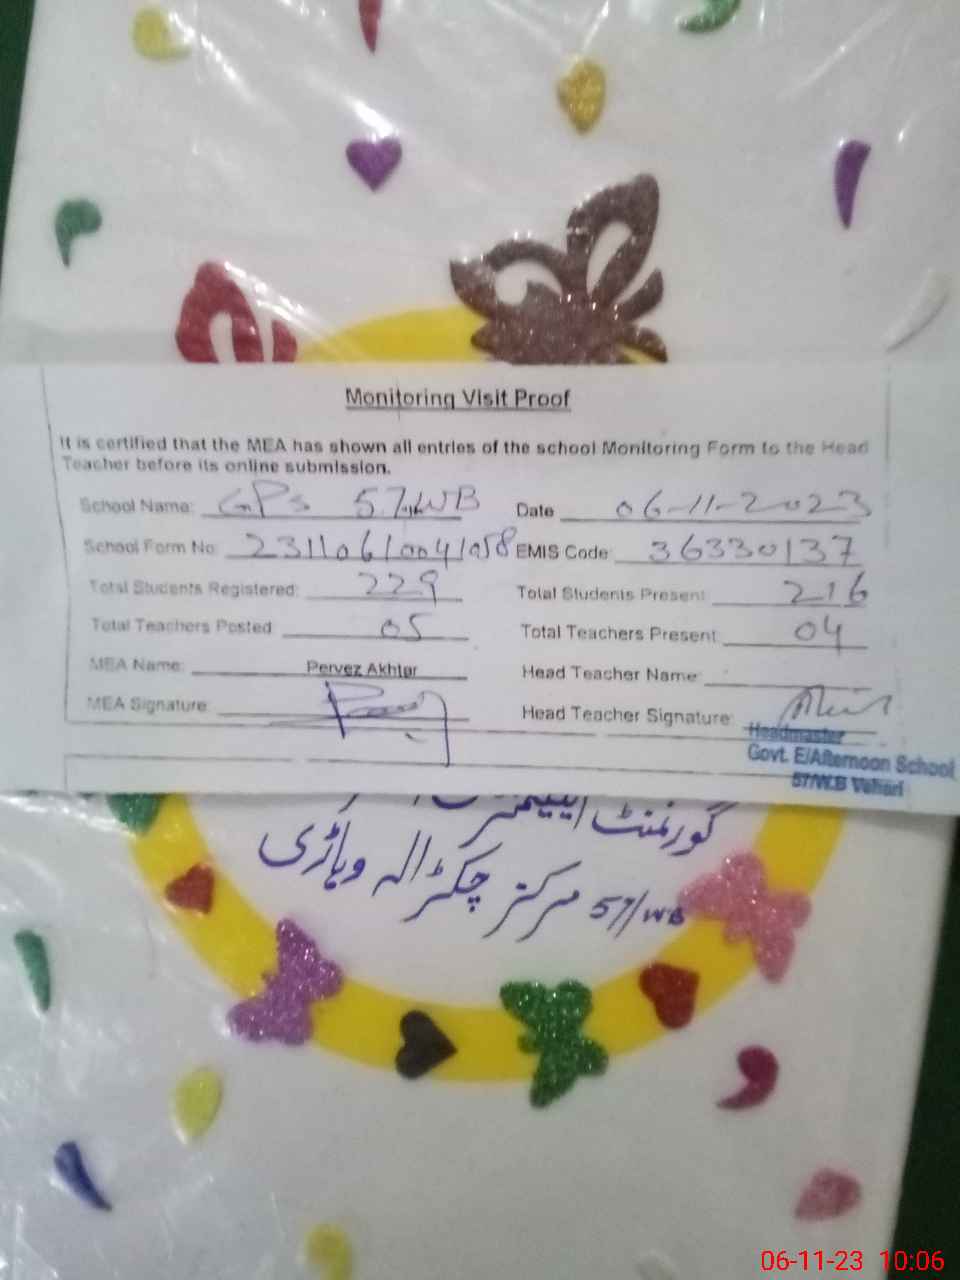 Monitoring Visit Proof
It is certified that the MEA has shown all entries of the school Monitoring Form to the Head
Teacher before its online submission.
School Name: GPS 57/WB Date 06-11-2023
School Form No: 23110610041058 EMIS Code: 36330137
Total Students Registered: 229 Total Students Present: 216
Total Teachers Posted: 05 Total Teachers Present: 04
MEA Name: Pervez Akhtar Head Teacher Name:
MEA Signature: Head Teacher Signature:
Headmaster
Govt. E/Afternoon School
57/W.B Vehari
گورنمنٹ
57/WB مرکز چکڑالہ وہاڑی
06-11-23 10:06